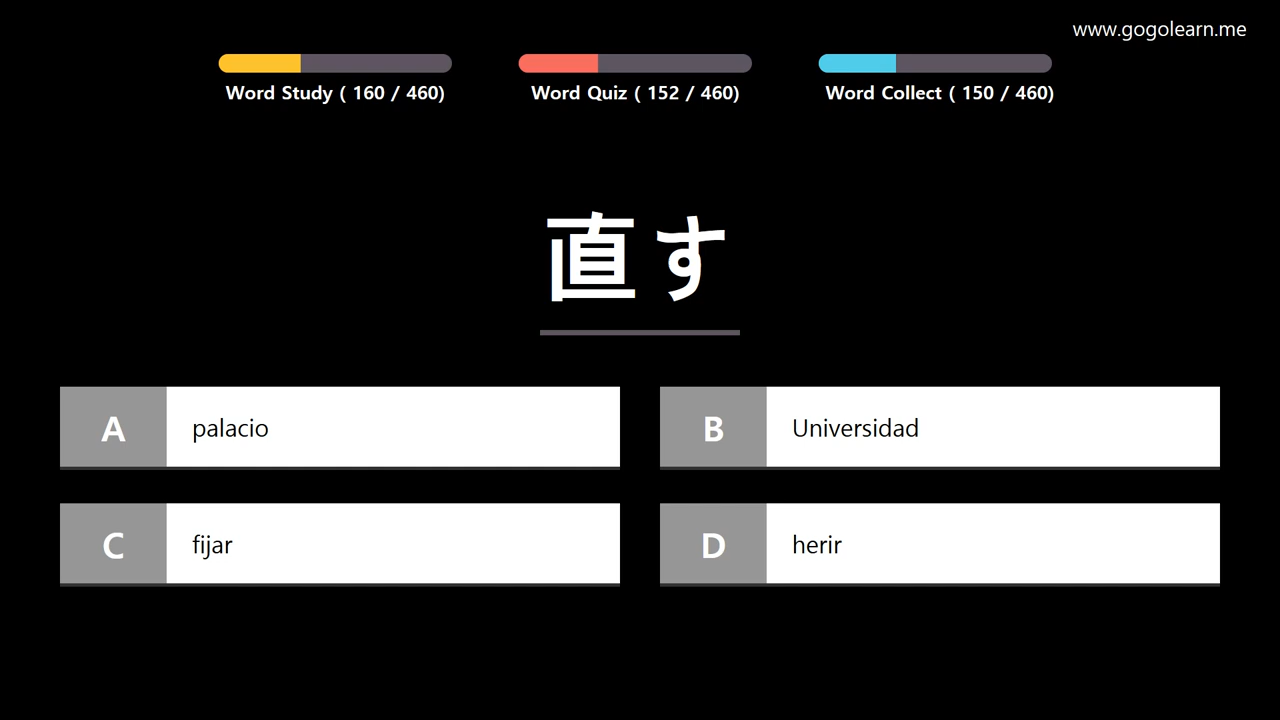 www.gogolearn.me
Word Study ( 160 / 460)
Word Quiz ( 152 / 460)
Word Collect ( 150 / 460)
直す
A palacio
B Universidad
C fijar
D herir